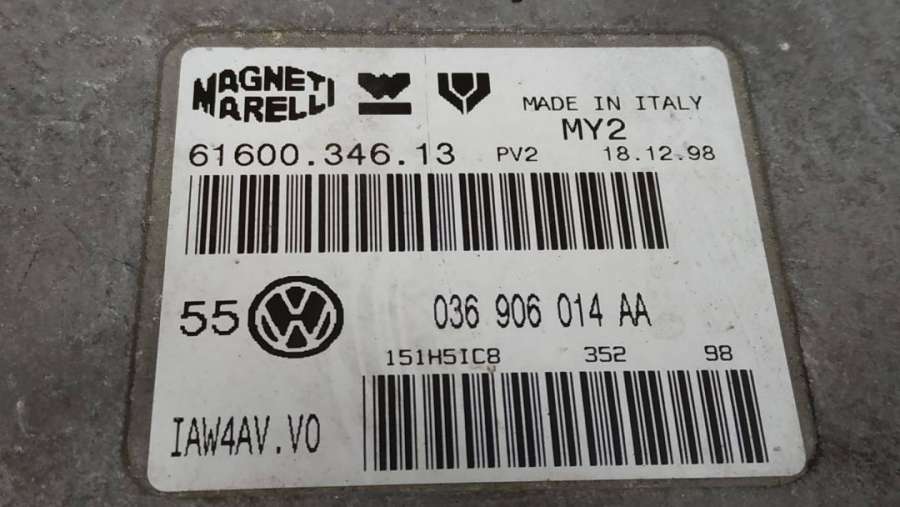 MAGNETI
MARELLI
MADE IN ITALY
MY2
61600.346.13 PV2 18.12.98
55 036 906 014 AA
151H5IC8 352 98
IAW4AV.V0